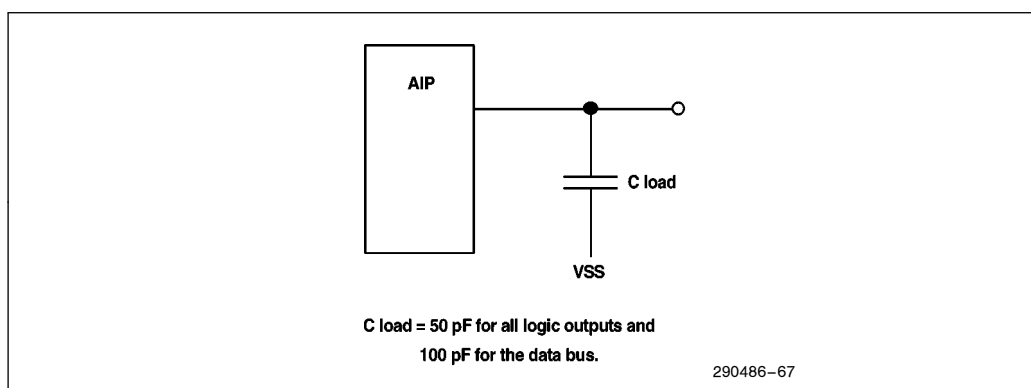 AIP
C load
VSS
C load = 50 pF for all logic outputs and
100 pF for the data bus.
290486–67